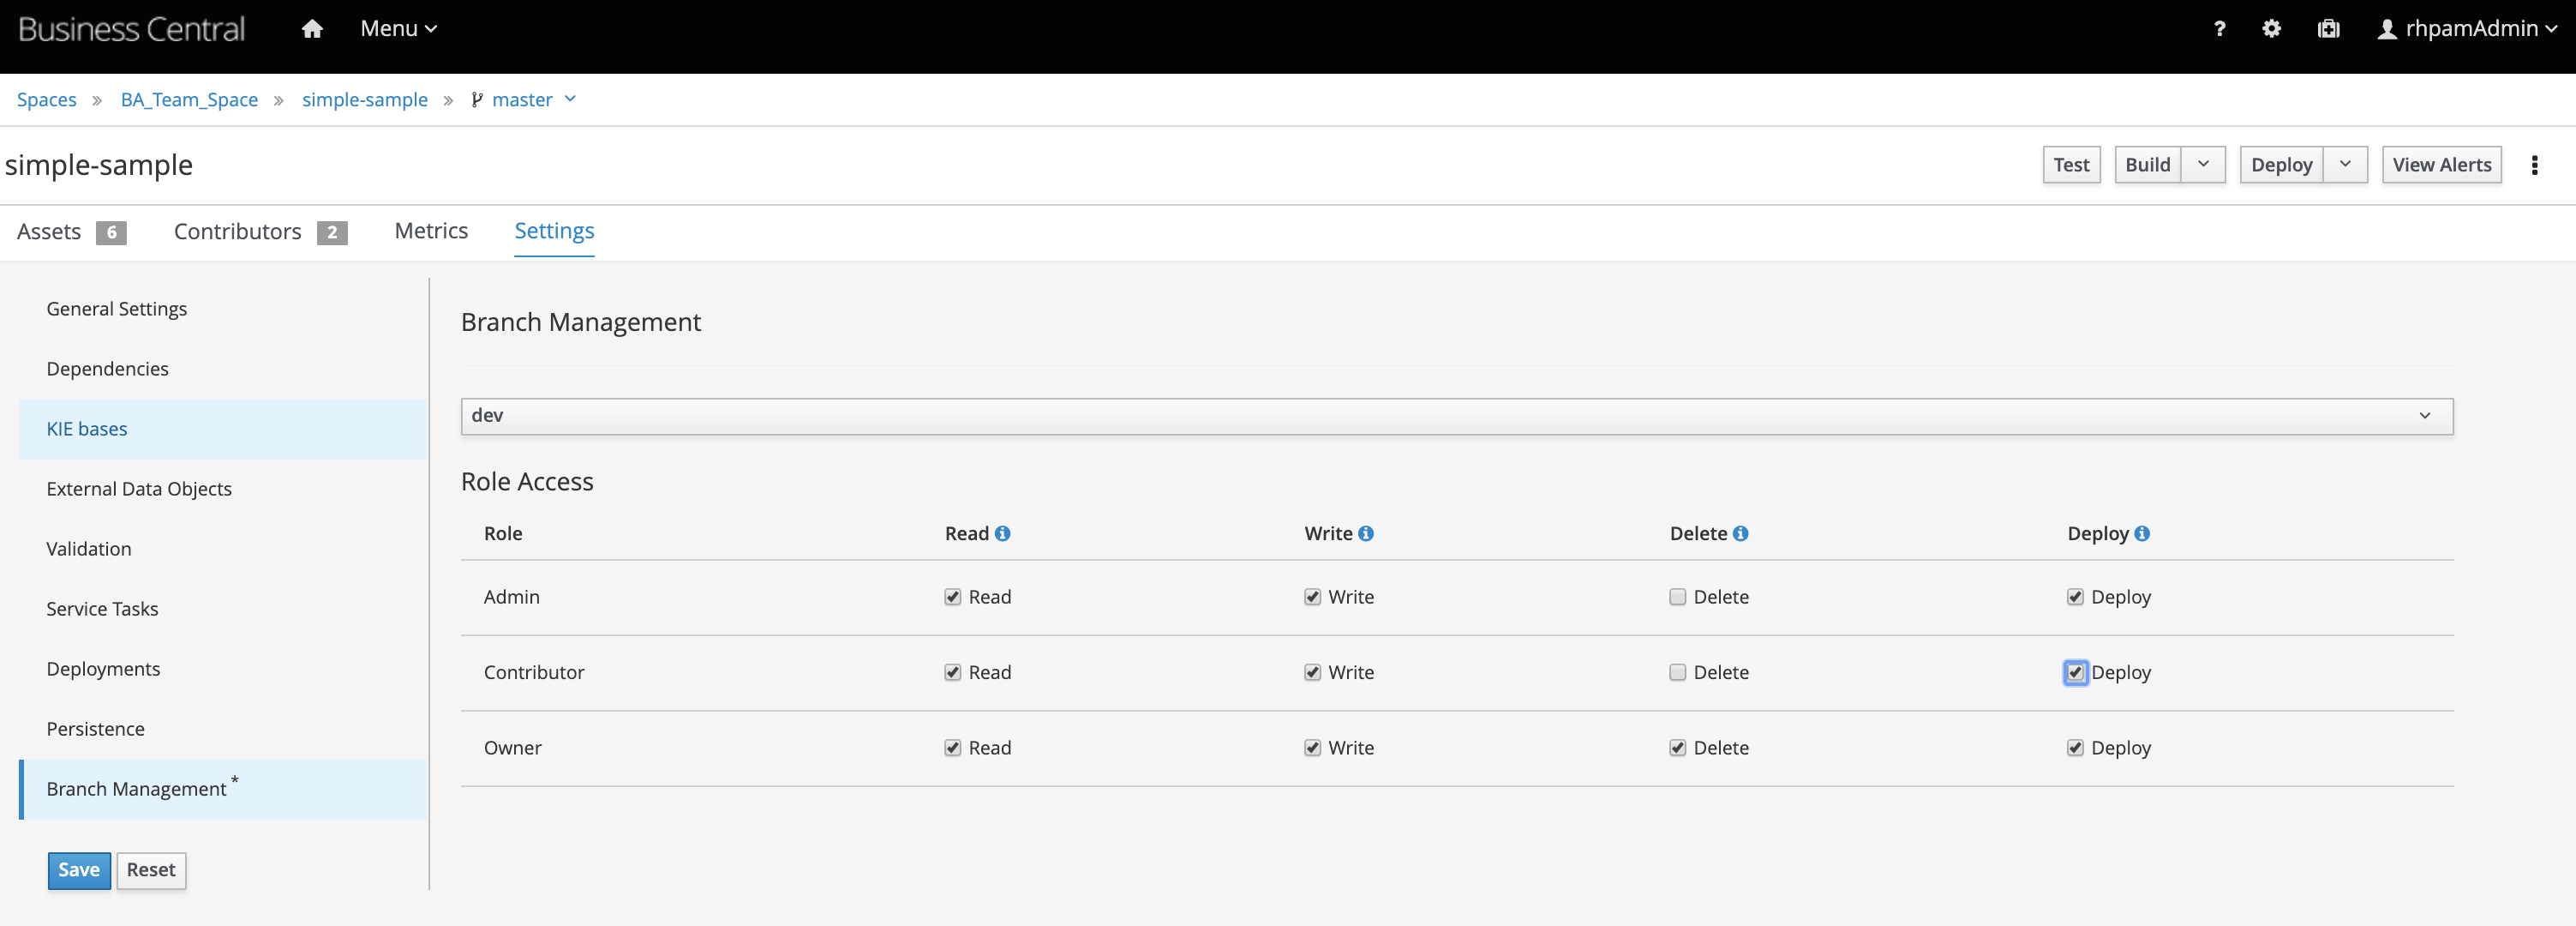 Business Central Menu ? rhpamAdmin
Spaces » BA_Team_Space » simple-sample » master
simple-sample Test Build Deploy View Alerts
Assets 6 Contributors 2 Metrics Settings
General Settings
Dependencies
KIE bases
External Data Objects
Validation
Service Tasks
Deployments
Persistence
Branch Management *
Save Reset
Branch Management
dev
Role Access
Role Read Write Delete Deploy
Admin Read Write Delete Deploy
Contributor Read Write Delete Deploy
Owner Read Write Delete Deploy